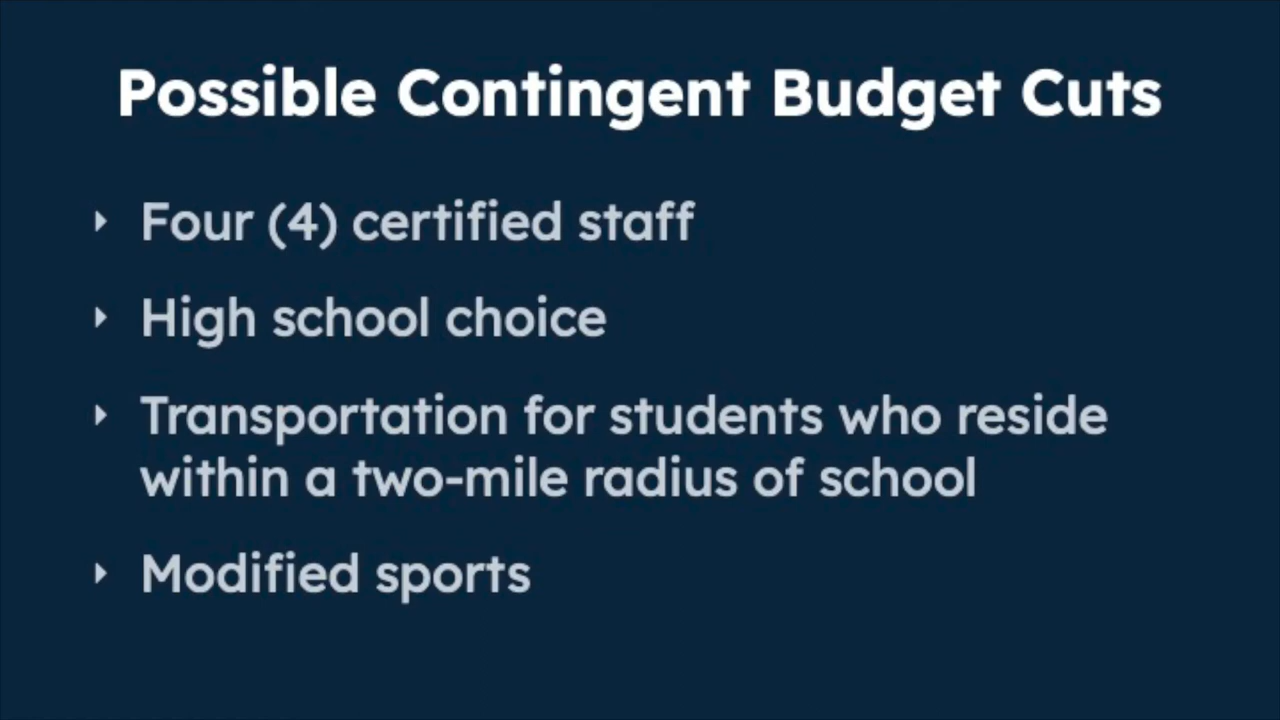 Possible Contingent Budget Cuts
Four (4) certified staff
High school choice
Transportation for students who reside
within a two-mile radius of school
Modified sports